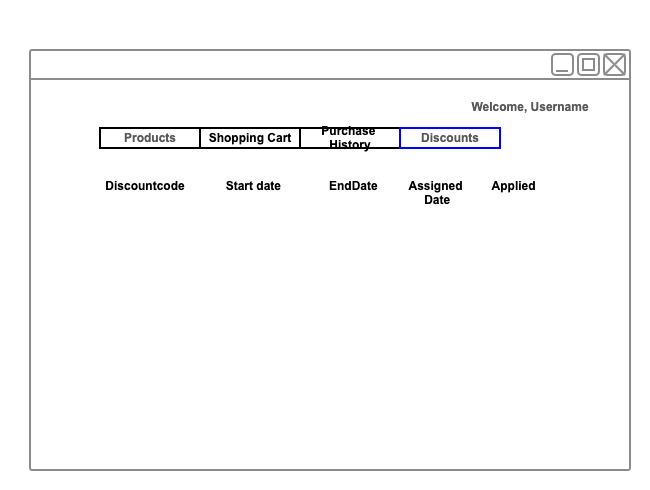 Welcome, Username
Products Shopping Cart Purchase History Discounts
Discountcode Start date EndDate Assigned Date Applied